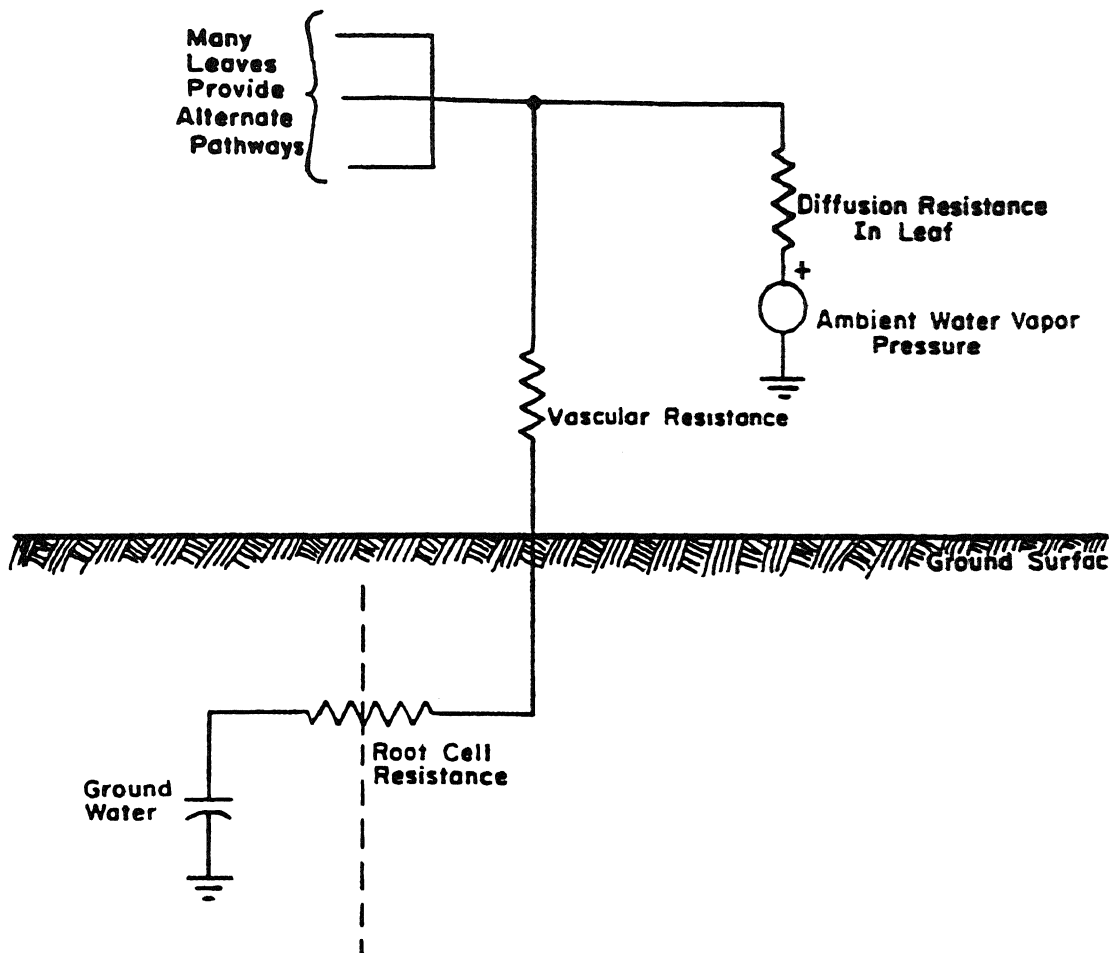 Many
Leaves
Provide
Alternate
Pathways
Diffusion Resistance
In Leaf
+
Ambient Water Vapor
Pressure
Vascular Resistance
Ground Surfac
Root Cell
Resistance
Ground
Water